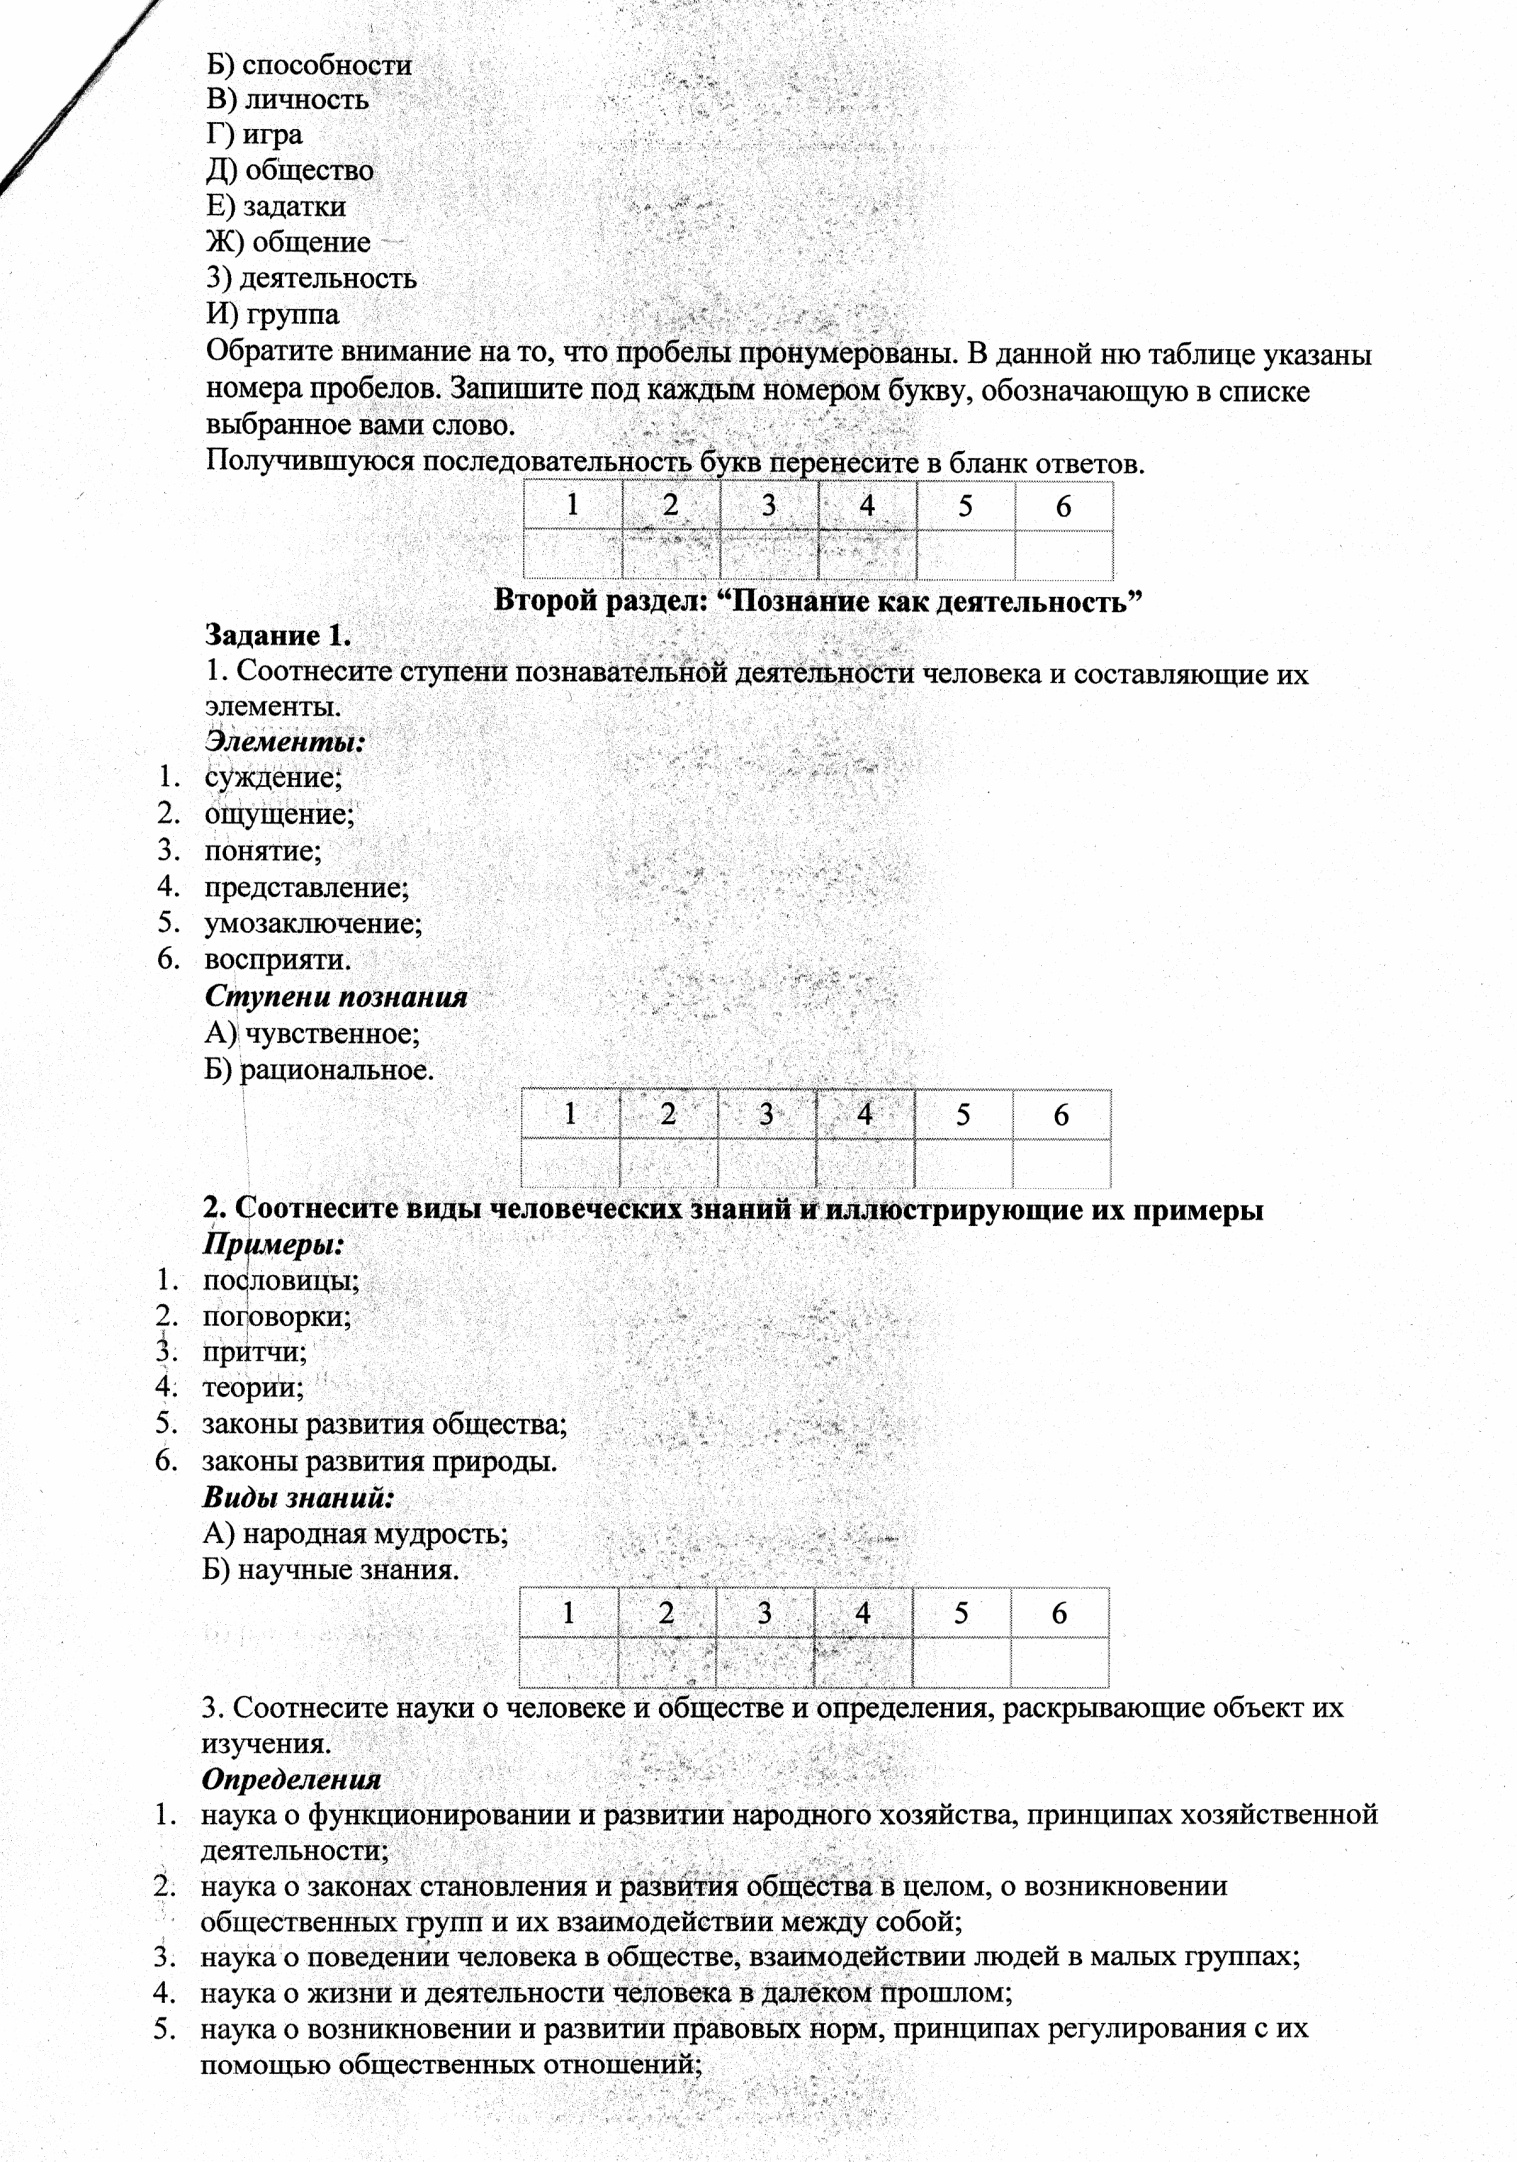 Б) способности
В) личность
Г) игра
Д) общество
Е) задатки
Ж) общение
З) деятельность
И) группа
Обратите внимание на то, что пробелы пронумерованы. В данной ню таблице указаны
номера пробелов. Запишите под каждым номером букву, обозначающую в списке
выбранное вами слово.
Получившуюся последовательность букв перенесите в бланк ответов.
1 2 3 4 5 6
Второй раздел: “Познание как деятельность”
Задание 1.
1. Соотнесите ступени познавательной деятельности человека и составляющие их
элементы.
Элементы:
1. суждение;
2. ощущение;
3. понятие;
4. представление;
5. умозаключение;
6. восприяти.
Ступени познания
А) чувственное;
Б) рациональное.
1 2 3 4 5 6
2. Соотнесите виды человеческих знаний и иллюстрирующие их примеры
Примеры:
1. пословицы;
2. поговорки;
3. притчи;
4. теории;
5. законы развития общества;
6. законы развития природы.
Виды знаний:
А) народная мудрость;
Б) научные знания.
1 2 3 4 5 6
3. Соотнесите науки о человеке и обществе и определения, раскрывающие объект их
изучения.
Определения
1. наука о функционировании и развитии народного хозяйства, принципах хозяйственной
деятельности;
2. наука о законах становления и развития общества в целом, о возникновении
общественных групп и их взаимодействии между собой;
3. наука о поведении человека в обществе, взаимодействии людей в малых группах;
4. наука о жизни и деятельности человека в далеком прошлом;
5. наука о возникновении и развитии правовых норм, принципах регулирования с их
помощью общественных отношений;